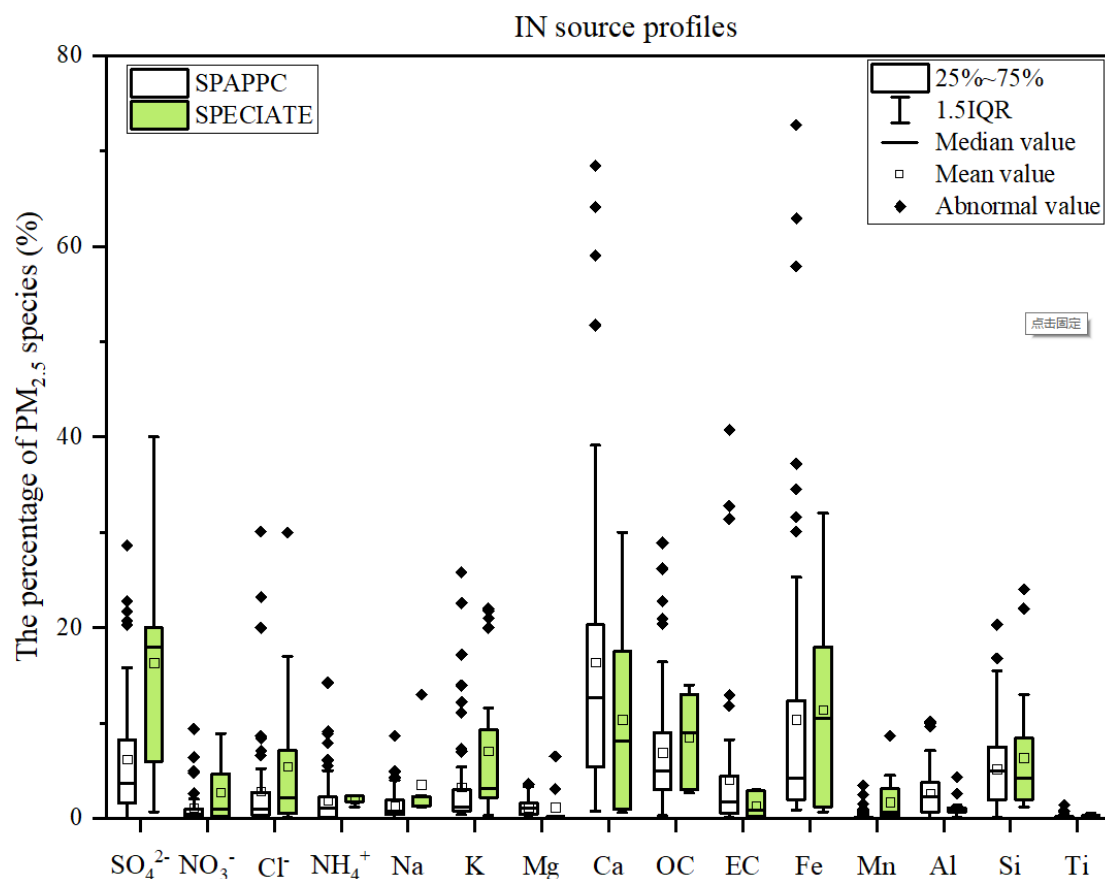 IN source profiles
80
60
40
20
0
The percentage of PM2.5 species (%)
SPAPPC
SPECIATE
25%~75%
1.5IQR
Median value
Mean value
Abnormal value
点击固定
SO₄²⁻ NO₃⁻ Cl⁻ NH₄⁺ Na K Mg Ca OC EC Fe Mn Al Si Ti